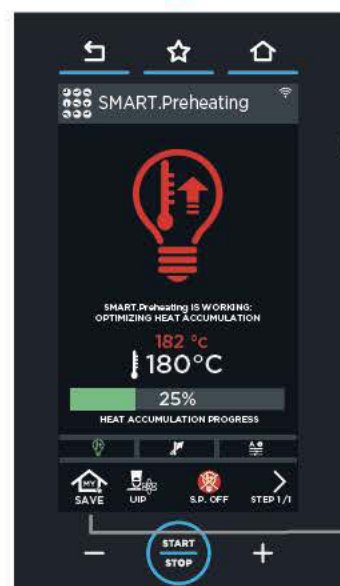 SMART.Preheating
SMART.Preheating IS WORKING:
OPTIMIZING HEAT ACCUMULATION
182 °c
180°C
25%
HEAT ACCUMULATION PROGRESS
MY
SAVE
UIP
S.P. OFF
STEP 1/1
START
STOP